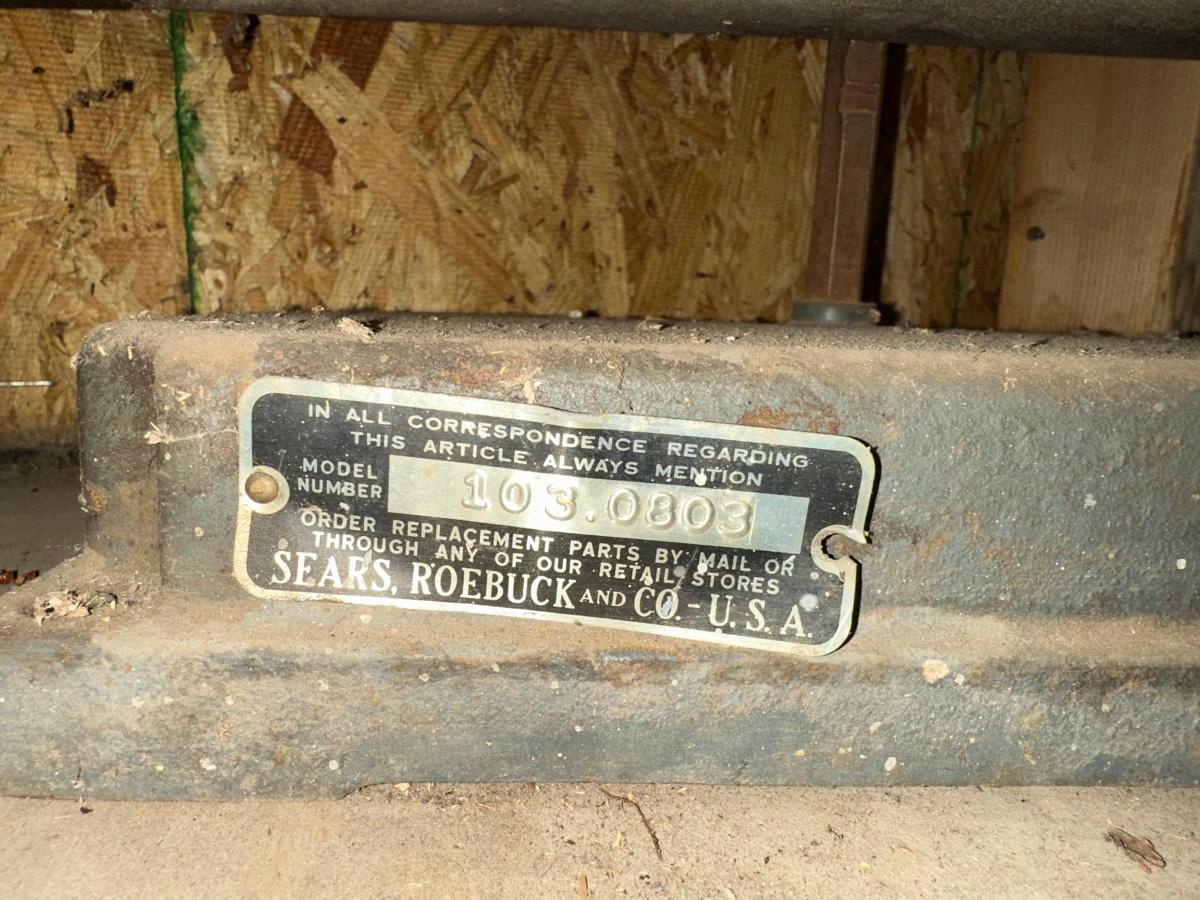 IN ALL CORRESPONDENCE REGARDING
THIS ARTICLE ALWAYS MENTION
MODEL
NUMBER
103.0803
ORDER REPLACEMENT PARTS BY MAIL OR
THROUGH ANY OF OUR RETAIL STORES
SEARS, ROEBUCK AND CO.-U.S.A.